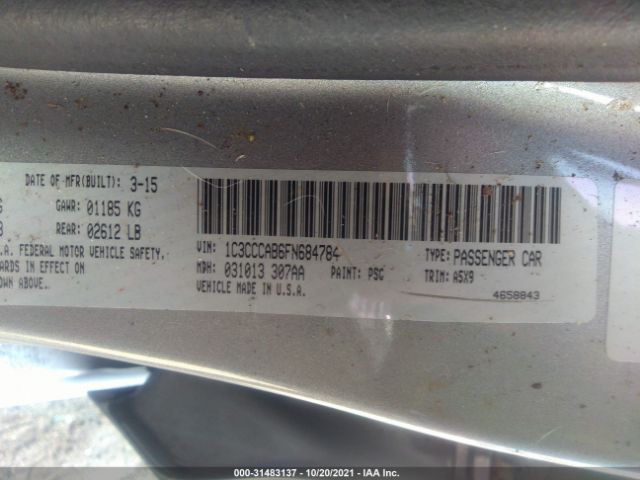 DATE OF MFR(BUILT): 3-15
GAWR: 01185 KG
REAR: 02612 LB
.A. FEDERAL MOTOR VEHICLE SAFETY,
ARDS IN EFFECT ON
OWN ABOVE.
VIN: 1C3CCCAB6FN684784 TYPE: PASSENGER CAR
MDH: 031013 307AA PAINT: PSC TRIM: A5X9
VEHICLE MADE IN U.S.A. 4658843
000-31483137 - 10/20/2021 - IAA Inc.